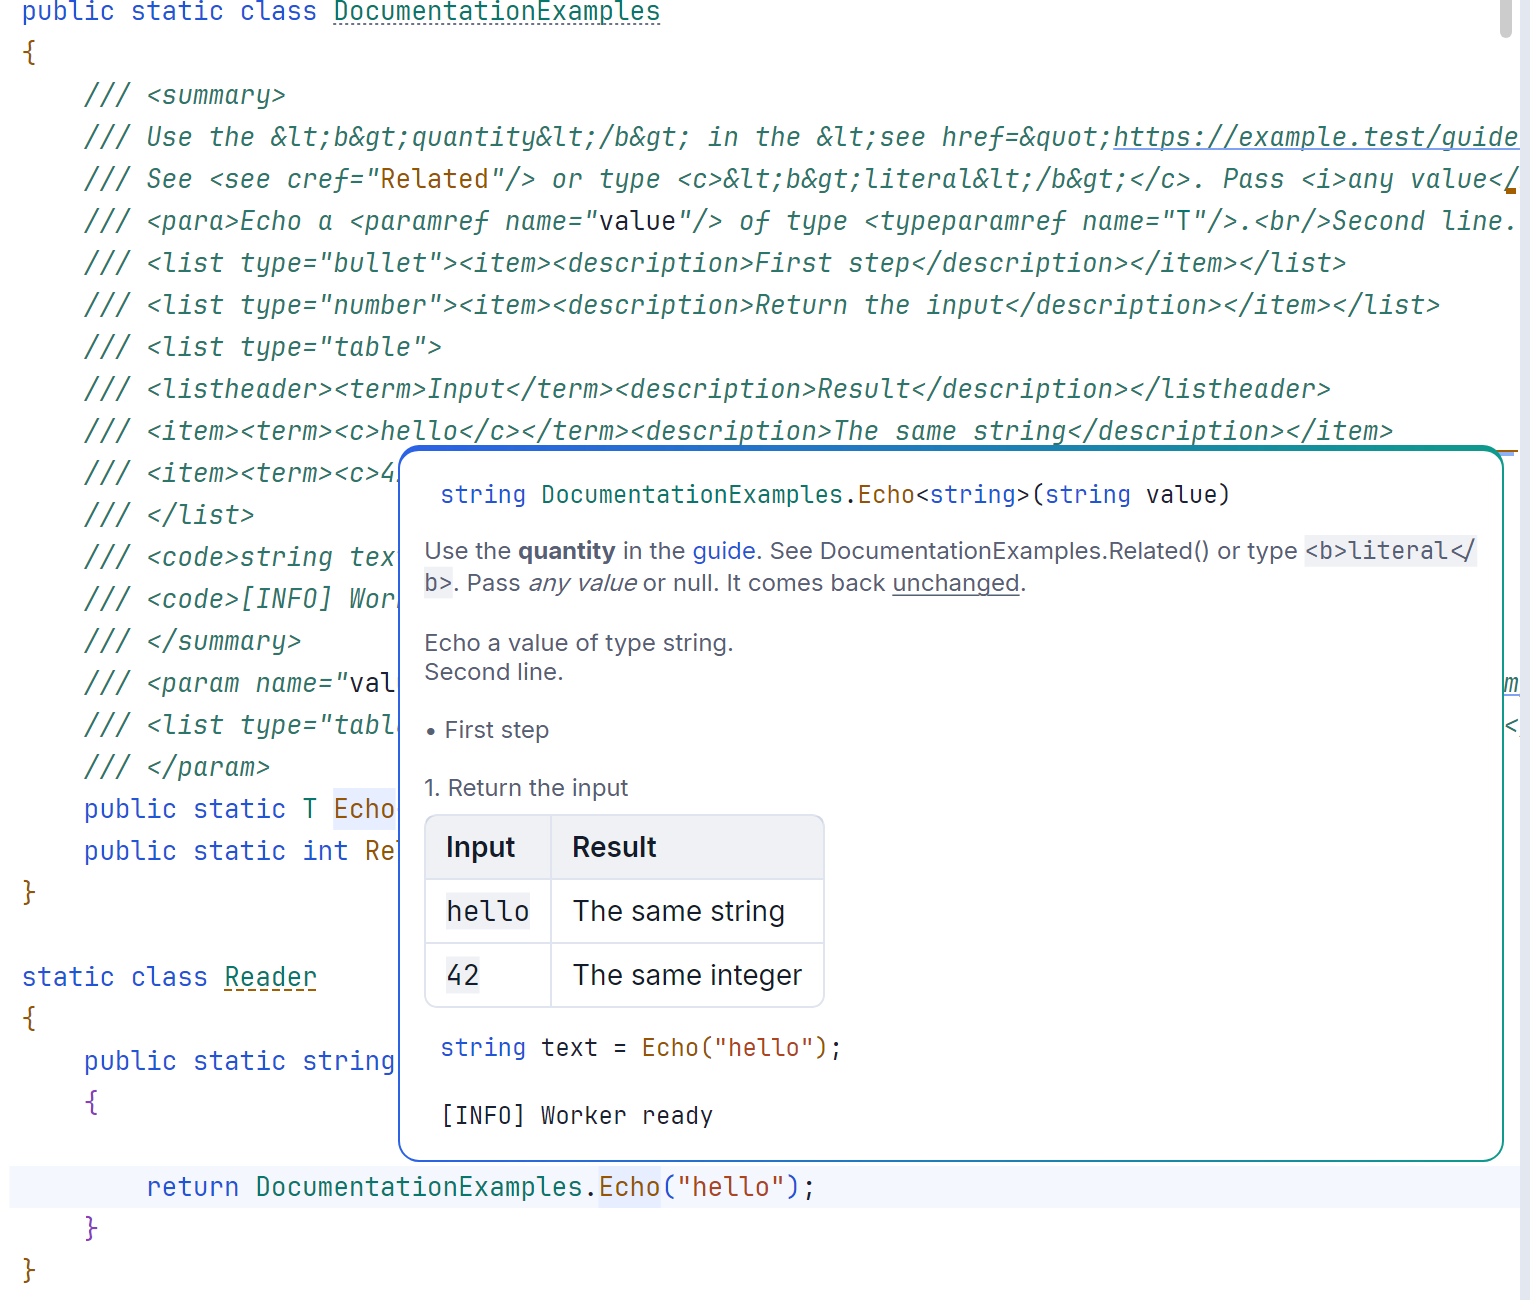 public static class DocumentationExamples
{
/// <summary>
/// Use the &lt;b&gt;quantity&lt;/b&gt; in the &lt;see href=&quot;https://example.test/guide
/// See <see cref="Related"/> or type <c>&lt;b&gt;literal&lt;/b&gt;</c>. Pass <i>any value</
/// <para>Echo a <paramref name="value"/> of type <typeparamref name="T"/>.<br/>Second line.
/// <list type="bullet"><item><description>First step</description></item></list>
/// <list type="number"><item><description>Return the input</description></item></list>
/// <list type="table">
/// <listheader><term>Input</term><description>Result</description></listheader>
/// <item><term><c>hello</c></term><description>The same string</description></item>
/// <item><term><c>4
/// </list>
/// <code>string tex
/// <code>[INFO] Wor
/// </summary>
/// <param name="val
/// <list type="tabl
/// </param>
public static T Echo
public static int Rel
}
static class Reader
{
public static string
{
return DocumentationExamples.Echo("hello");
}
}
string DocumentationExamples.Echo<string>(string value)
Use the quantity in the guide. See DocumentationExamples.Related() or type <b>literal</
b>. Pass any value or null. It comes back unchanged.
Echo a value of type string.
Second line.
• First step
1. Return the input
Input Result
hello The same string
42 The same integer
string text = Echo("hello");
[INFO] Worker ready